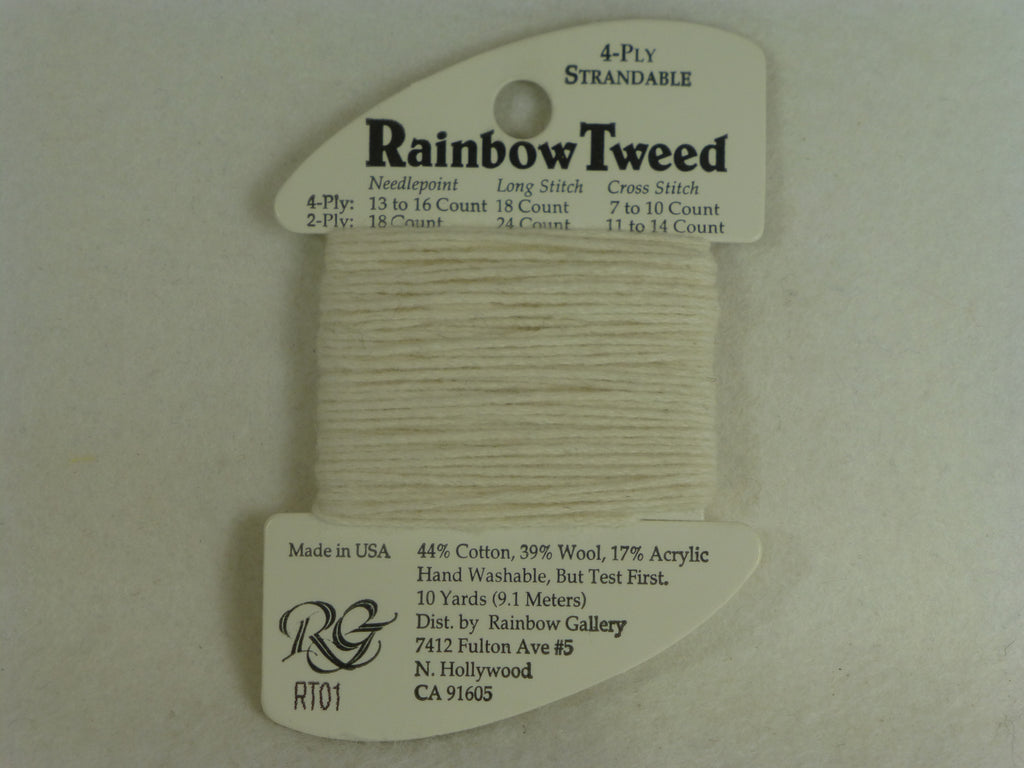 4-PLY
STRANDABLE
Rainbow Tweed
Needlepoint Long Stitch Cross Stitch
4-Ply: 13 to 16 Count 18 Count 7 to 10 Count
2-Ply: 18 Count 24 Count 11 to 14 Count
Made in USA
44% Cotton, 39% Wool, 17% Acrylic
Hand Washable, But Test First.
10 Yards (9.1 Meters)
Dist. by Rainbow Gallery
7412 Fulton Ave #5
N. Hollywood
CA 91605
RG
RT01